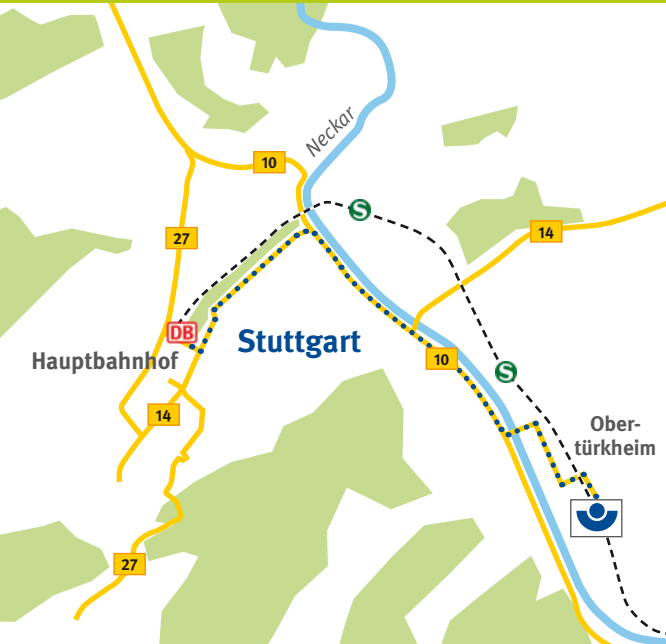 Neckar
10
S
27
14
DB
Stuttgart
Hauptbahnhof
10
S
14
Ober-
türkheim
27